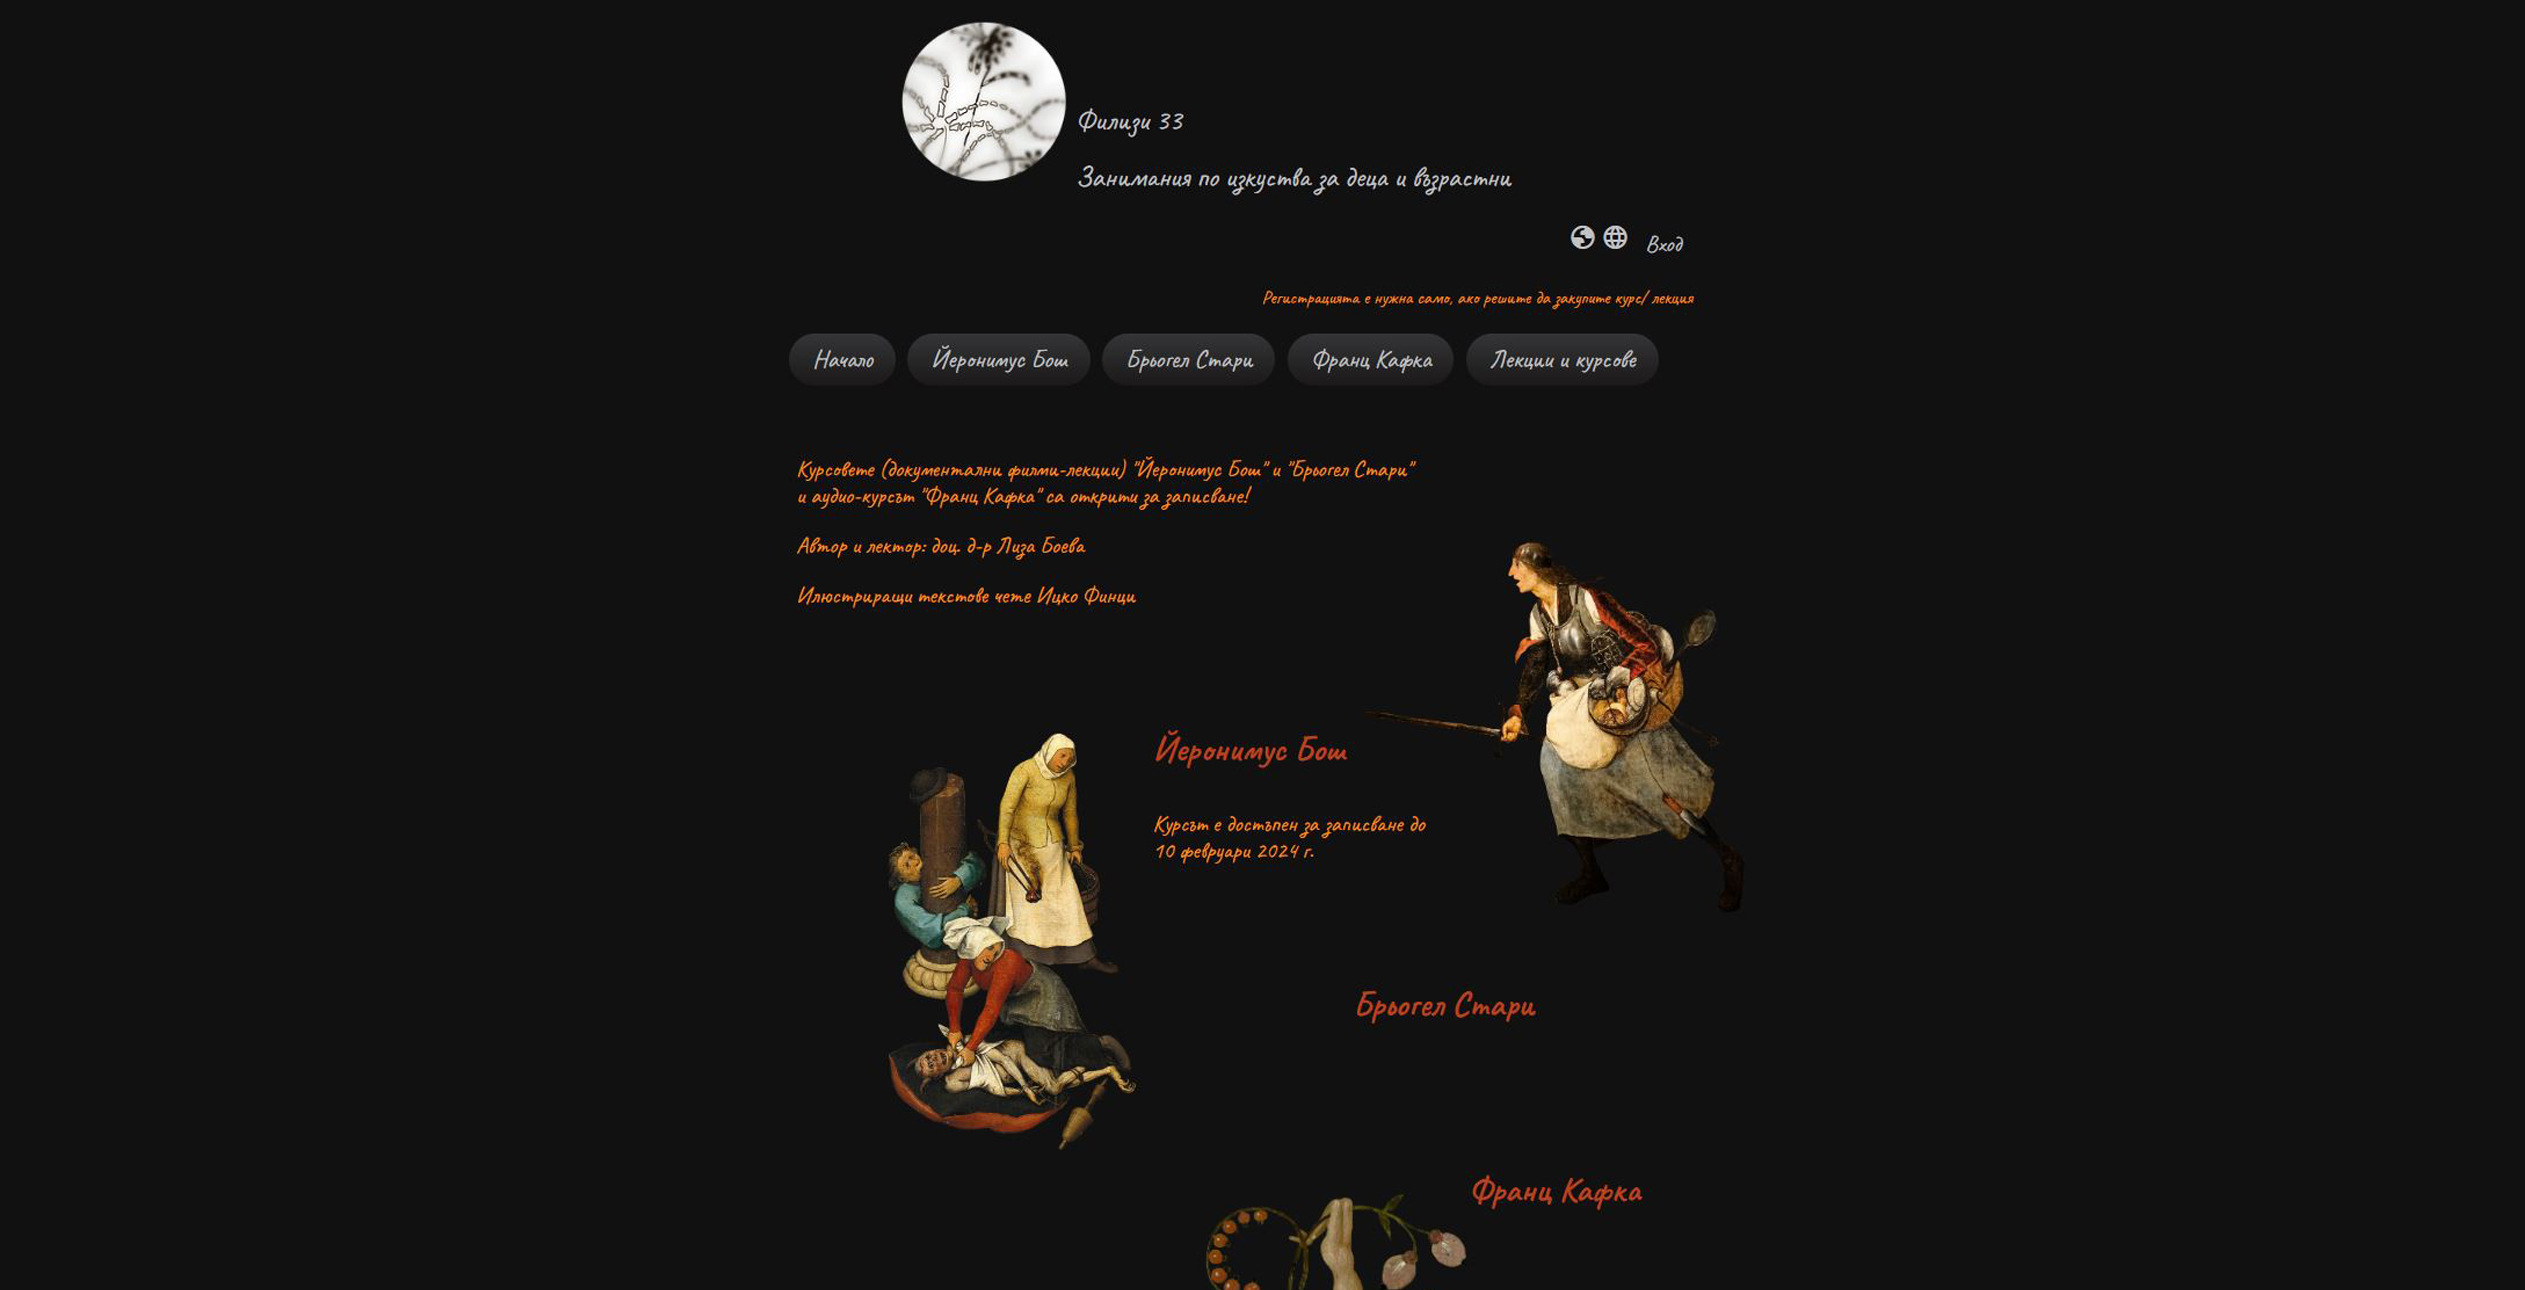 Филизи 33
Занимания по изкуства за деца и възрастни
Вход
Регистрацията е нужна само, ако решите да закупите курс/ лекция
Начало
Йеронимус Бош
Брьогел Стари
Франц Кафка
Лекции и курсове
Курсовете (документални филми-лекции) "Йеронимус Бош" и "Брьогел Стари"
и аудио-курсът "Франц Кафка" са открити за записване!
Автор и лектор: доц. д-р Лиза Боева
Илюстриращи текстове чете Ицко Финци
Йеронимус Бош
Курсът е достъпен за записване до
10 февруари 2024 г.
Брьогел Стари
Франц Кафка